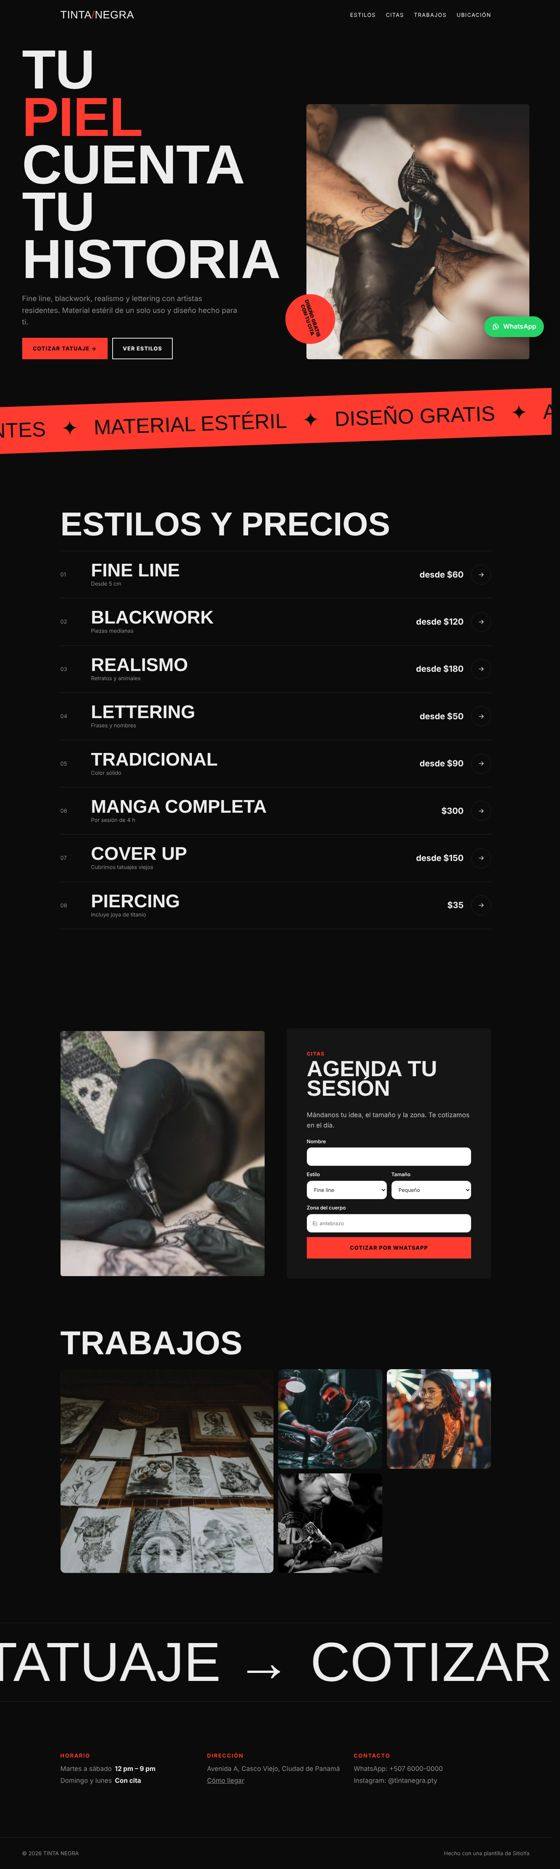 TINTA/NEGRA
ESTILOS CITAS TRABAJOS UBICACIÓN
TU
PIEL
CUENTA
TU
HISTORIA
Fine line, blackwork, realismo y lettering con artistas
residentes. Material estéril de un solo uso y diseño hecho para
ti.
COTIZAR TATUAJE → VER ESTILOS
DISEÑO GRATIS
CON TU CITA
WhatsApp
NTES ✦ MATERIAL ESTÉRIL ✦ DISEÑO GRATIS ✦ A
ESTILOS Y PRECIOS
01 FINE LINE desde $60 →
Desde 5 cm
02 BLACKWORK desde $120 →
Piezas medianas
03 REALISMO desde $180 →
Retratos y animales
04 LETTERING desde $50 →
Frases y nombres
05 TRADICIONAL desde $90 →
Color sólido
06 MANGA COMPLETA $300 →
Por sesión de 4 h
07 COVER UP desde $150 →
Cubrimos tatuajes viejos
08 PIERCING $35 →
Incluye joya de titanio
CITAS
AGENDA TU
SESIÓN
Mándanos tu idea, el tamaño y la zona. Te cotizamos
en el día.
Nombre
Estilo Tamaño
Fine line Pequeño
Zona del cuerpo
Ej: antebrazo
COTIZAR POR WHATSAPP
TRABAJOS
TATUAJE → COTIZAR
HORARIO
Martes a sábado 12 pm – 9 pm
Domingo y lunes Con cita
DIRECCIÓN
Avenida A, Casco Viejo, Ciudad de Panamá
Cómo llegar
CONTACTO
WhatsApp: +507 6000-0000
Instagram: @tintanegra.pty
© 2026 TINTA NEGRA Hecho con una plantilla de SitioYa